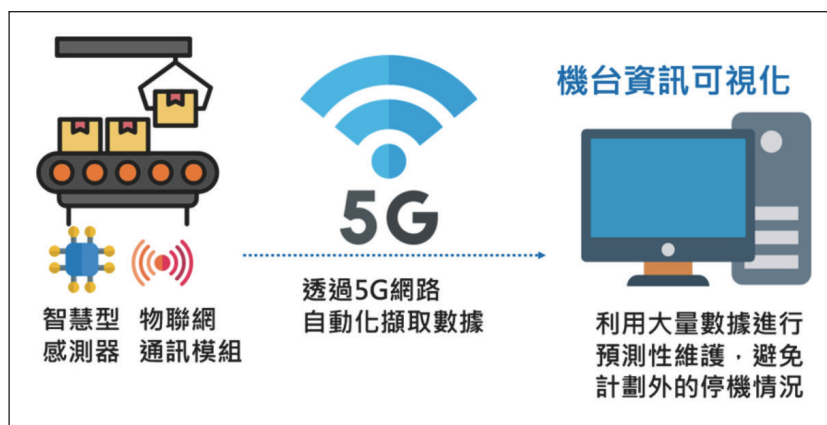 機台資訊可視化
5G
智慧型
感測器
物聯網
通訊模組
透過5G網路
自動化擷取數據
利用大量數據進行
預測性維護，避免
計劃外的停機情況